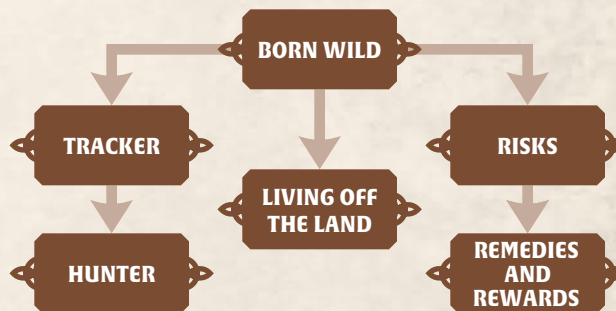 BORN WILD
TRACKER
RISKS
LIVING OFF
THE LAND
HUNTER
REMEDIES
AND
REWARDS